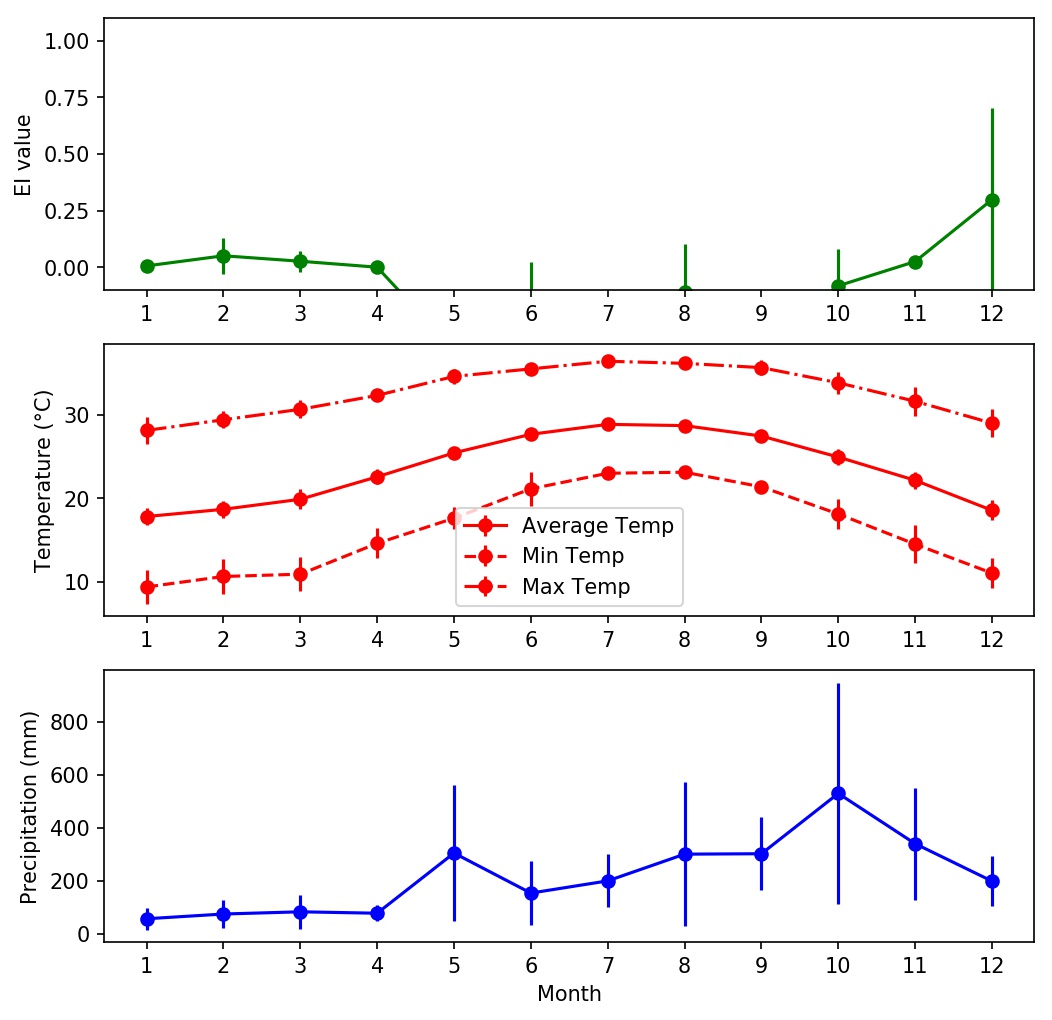 1.00
0.75
0.50
0.25
0.00
EI value
1 2 3 4 5 6 7 8 9 10 11 12
30
20
10
Temperature (°C)
Average Temp
Min Temp
Max Temp
1 2 3 4 5 6 7 8 9 10 11 12
800
600
400
200
0
Precipitation (mm)
1 2 3 4 5 6 7 8 9 10 11 12
Month